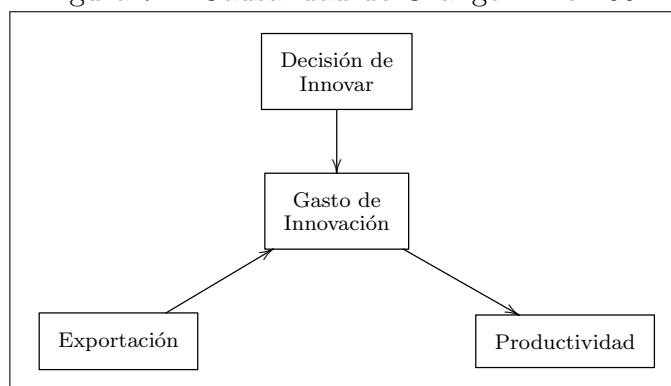 Decisión de
Innovar
Gasto de
Innovación
Exportación
Productividad